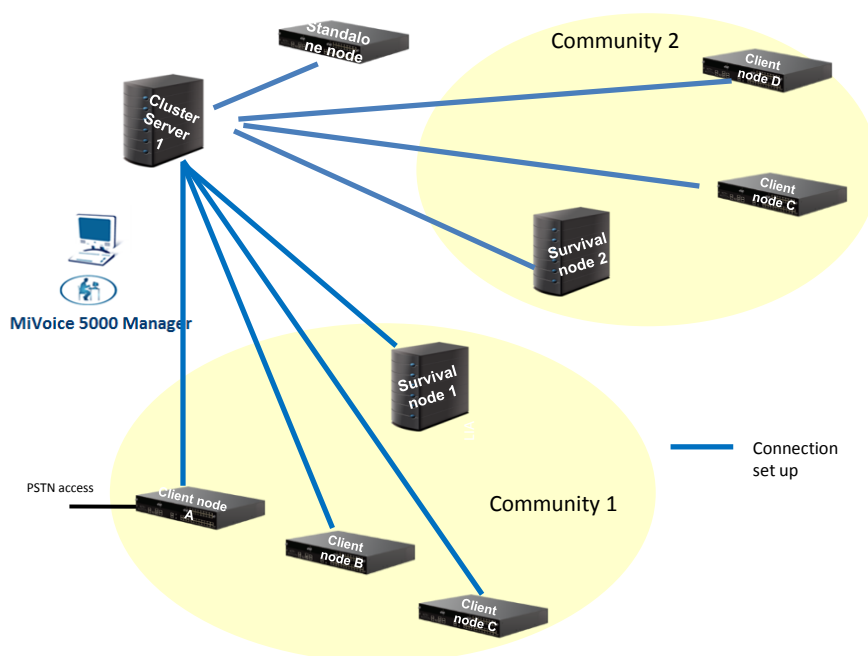 Standalo
ne node
Community 2
Client
node D
Cluster
Server
1
Client
node C
Survival
node 2
MiVoice 5000 Manager
Survival
node 1
Connection
set up
PSTN access
Client node
A
Community 1
Client
node B
Client
node C